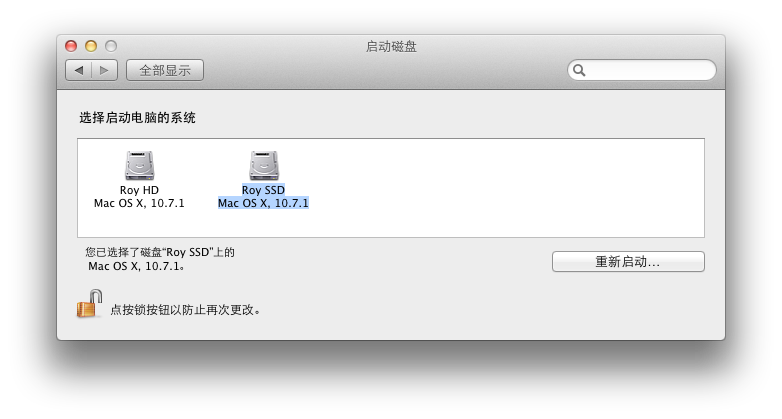 启动磁盘
全部显示
选择启动电脑的系统
Roy HD
Mac OS X, 10.7.1
Roy SSD
Mac OS X, 10.7.1
您已选择了磁盘“Roy SSD”上的
Mac OS X, 10.7.1。
重新启动...
点按锁按钮以防止再次更改。